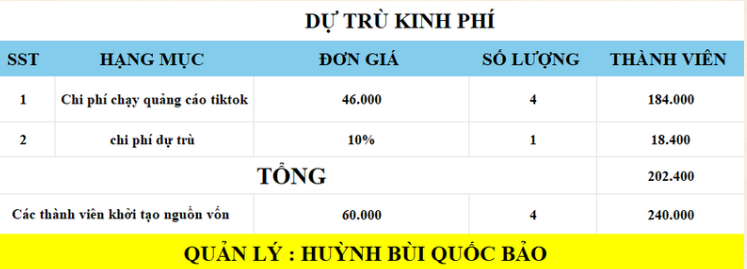 DỰ TRÙ KINH PHÍ
SST HẠNG MỤC ĐƠN GIÁ SỐ LƯỢNG THÀNH VIÊN
1 Chi phí chạy quảng cáo tiktok 46.000 4 184.000
2 chi phí dự trù 10% 1 18.400
TỔNG 202.400
Các thành viên khởi tạo nguồn vốn 60.000 4 240.000
QUẢN LÝ : HUỲNH BÙI QUỐC BẢO